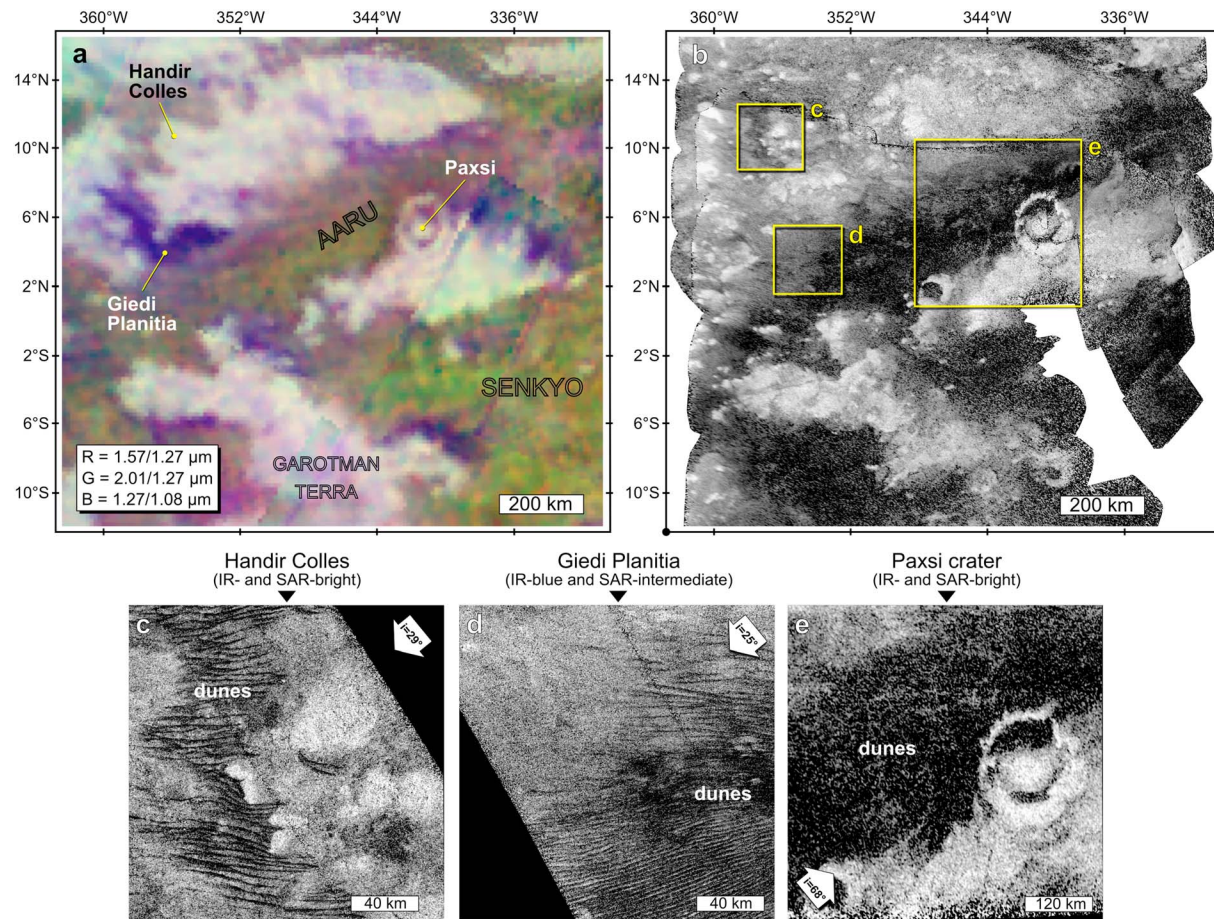 360°W 352°W 344°W 336°W
360°W 352°W 344°W 336°W
a
Handir
Colles
Paxsi
AARU
Giedi
Planitia
SENKYO
GAROTMAN
TERRA
R = 1.57/1.27 µm
G = 2.01/1.27 µm
B = 1.27/1.08 µm
200 km
14°N
10°N
6°N
2°N
2°S
6°S
10°S
b
c
e
d
200 km
14°N
10°N
6°N
2°N
2°S
6°S
10°S
Handir Colles
(IR- and SAR-bright)
c
i=29°
dunes
40 km
Giedi Planitia
(IR-blue and SAR-intermediate)
d
i=25°
dunes
40 km
Paxsi crater
(IR- and SAR-bright)
e
dunes
i=68°
120 km